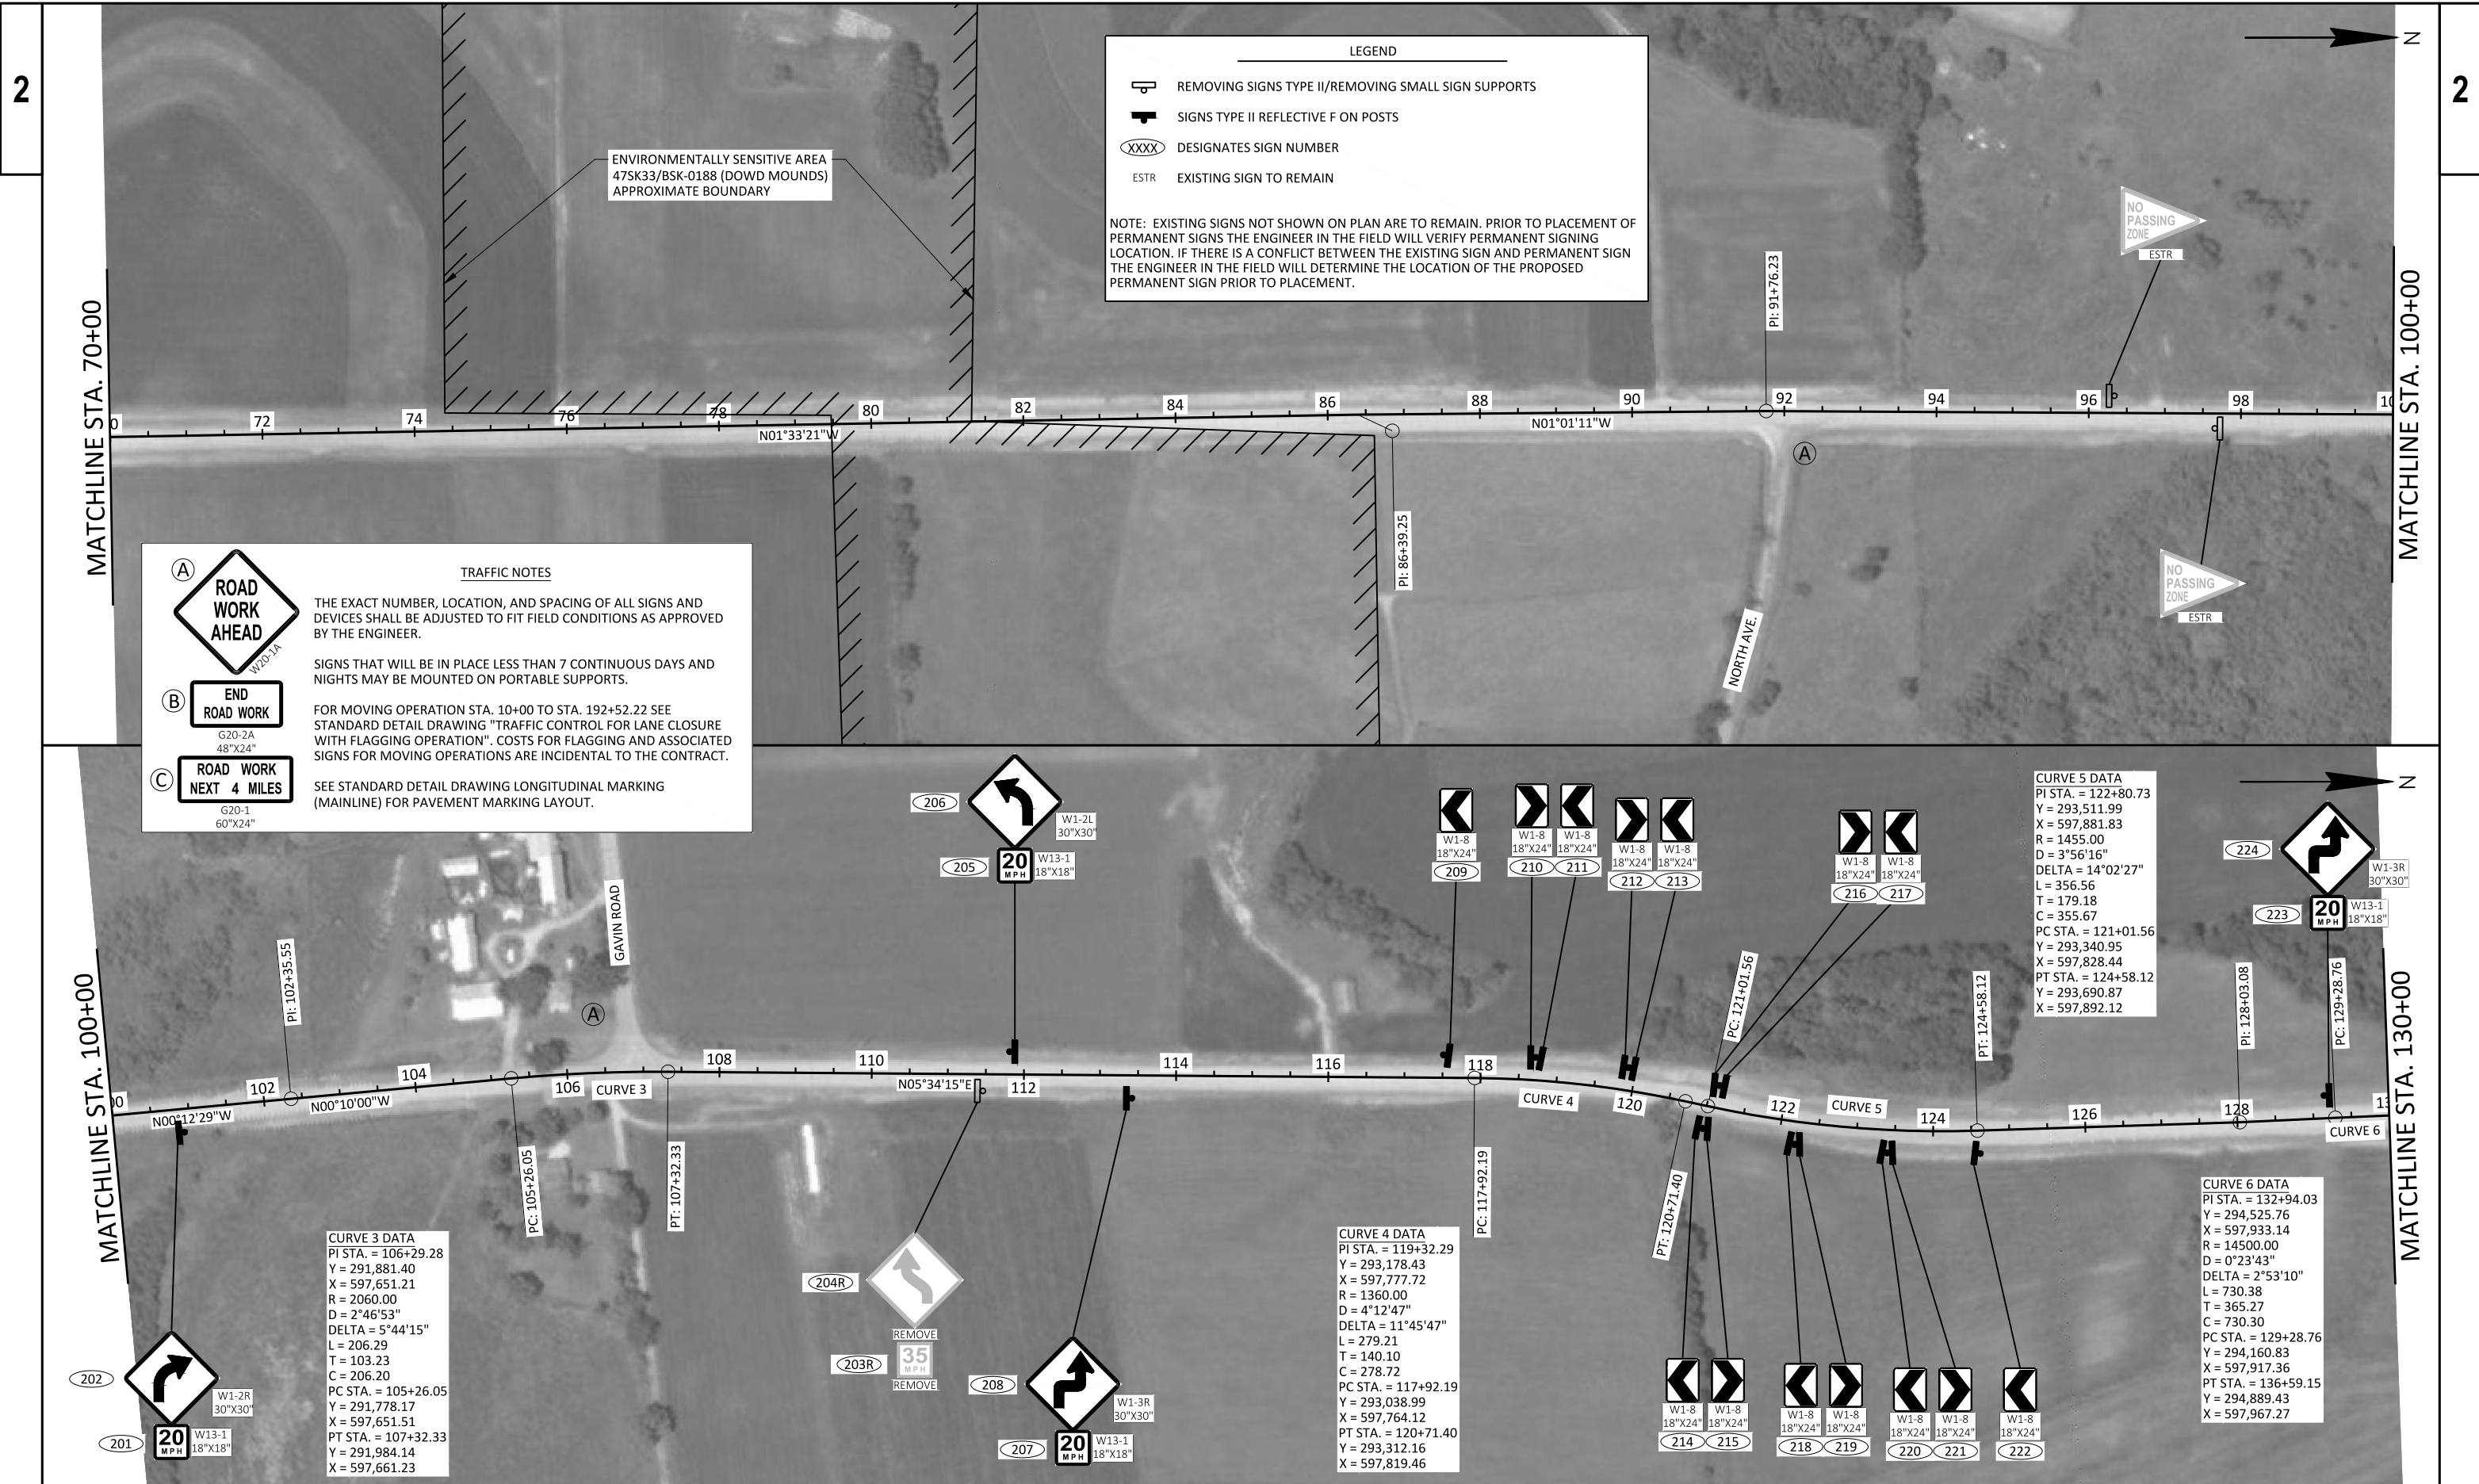 2
2
LEGEND
REMOVING SIGNS TYPE II/REMOVING SMALL SIGN SUPPORTS
SIGNS TYPE II REFLECTIVE F ON POSTS
XXXX DESIGNATES SIGN NUMBER
ESTR EXISTING SIGN TO REMAIN
NOTE: EXISTING SIGNS NOT SHOWN ON PLAN ARE TO REMAIN. PRIOR TO PLACEMENT OF
PERMANENT SIGNS THE ENGINEER IN THE FIELD WILL VERIFY PERMANENT SIGNING
LOCATION. IF THERE IS A CONFLICT BETWEEN THE EXISTING SIGN AND PERMANENT SIGN
THE ENGINEER IN THE FIELD WILL DETERMINE THE LOCATION OF THE PROPOSED
PERMANENT SIGN PRIOR TO PLACEMENT.
N
ENVIRONMENTALLY SENSITIVE AREA
47SK33/BSK-0188 (DOWD MOUNDS)
APPROXIMATE BOUNDARY
NO
PASSING
ZONE
ESTR
MATCHLINE STA. 70+00
MATCHLINE STA. 100+00
PI: 91+76.23
0 72 74 76 78 80 82 84 86 88 90 92 94 96 98 10
N01°33'21"W
N01°01'11"W
A
PI: 86+39.25
NORTH AVE.
NO
PASSING
ZONE
ESTR
A
ROAD
WORK
AHEAD
W20-1A
B
END
ROAD WORK
G20-2A
48"X24"
C
ROAD WORK
NEXT 4 MILES
G20-1
60"X24"
TRAFFIC NOTES
THE EXACT NUMBER, LOCATION, AND SPACING OF ALL SIGNS AND
DEVICES SHALL BE ADJUSTED TO FIT FIELD CONDITIONS AS APPROVED
BY THE ENGINEER.
SIGNS THAT WILL BE IN PLACE LESS THAN 7 CONTINUOUS DAYS AND
NIGHTS MAY BE MOUNTED ON PORTABLE SUPPORTS.
FOR MOVING OPERATION STA. 10+00 TO STA. 192+52.22 SEE
STANDARD DETAIL DRAWING "TRAFFIC CONTROL FOR LANE CLOSURE
WITH FLAGGING OPERATION". COSTS FOR FLAGGING AND ASSOCIATED
SIGNS FOR MOVING OPERATIONS ARE INCIDENTAL TO THE CONTRACT.
SEE STANDARD DETAIL DRAWING LONGITUDINAL MARKING
(MAINLINE) FOR PAVEMENT MARKING LAYOUT.
N
206
W1-2L
30"X30"
205
20
MPH
W13-1
18"X18"
W1-8
18"X24"
209
W1-8
18"X24"
210
W1-8
18"X24"
211
W1-8
18"X24"
212
W1-8
18"X24"
213
W1-8
18"X24"
216
W1-8
18"X24"
217
CURVE 5 DATA
PI STA. = 122+80.73
Y = 293,511.99
X = 597,881.83
R = 1455.00
D = 3°56'16"
DELTA = 14°02'27"
L = 356.56
T = 179.18
C = 355.67
PC STA. = 121+01.56
Y = 293,340.95
X = 597,828.44
PT STA. = 124+58.12
Y = 293,690.87
X = 597,892.12
224
W1-3R
30"X30"
223
20
MPH
W13-1
18"X18"
MATCHLINE STA. 100+00
MATCHLINE STA. 130+00
PI: 102+35.55
GAVIN ROAD
A
PC: 121+01.56
PT: 124+58.12
PI: 128+03.08
PC: 129+28.76
00 102 104 106 108 110 112 114 116 118 120 122 124 126 128 13
N00°12'29"W
N00°10'00"W
CURVE 3
N05°34'15"E
CURVE 4
CURVE 5
CURVE 6
PC: 105+26.05
PT: 107+32.33
PC: 117+92.19
PT: 120+71.40
202
W1-2R
30"X30"
201
20
MPH
W13-1
18"X18"
CURVE 3 DATA
PI STA. = 106+29.28
Y = 291,881.40
X = 597,651.21
R = 2060.00
D = 2°46'53"
DELTA = 5°44'15"
L = 206.29
T = 103.23
C = 206.20
PC STA. = 105+26.05
Y = 291,778.17
X = 597,651.51
PT STA. = 107+32.33
Y = 291,984.14
X = 597,661.23
204R
REMOVE
203R
35
MPH
REMOVE
208
W1-3R
30"X30"
207
20
MPH
W13-1
18"X18"
CURVE 4 DATA
PI STA. = 119+32.29
Y = 293,178.43
X = 597,777.72
R = 1360.00
D = 4°12'47"
DELTA = 11°45'47"
L = 279.21
T = 140.10
C = 278.72
PC STA. = 117+92.19
Y = 293,038.99
X = 597,764.12
PT STA. = 120+71.40
Y = 293,312.16
X = 597,819.46
W1-8
18"X24"
214
W1-8
18"X24"
215
W1-8
18"X24"
218
W1-8
18"X24"
219
W1-8
18"X24"
220
W1-8
18"X24"
221
W1-8
18"X24"
222
CURVE 6 DATA
PI STA. = 132+94.03
Y = 294,525.76
X = 597,933.14
R = 14500.00
D = 0°23'43"
DELTA = 2°53'10"
L = 730.38
T = 365.27
C = 730.30
PC STA. = 129+28.76
Y = 294,160.83
X = 597,917.36
PT STA. = 136+59.15
Y = 294,889.43
X = 597,967.27